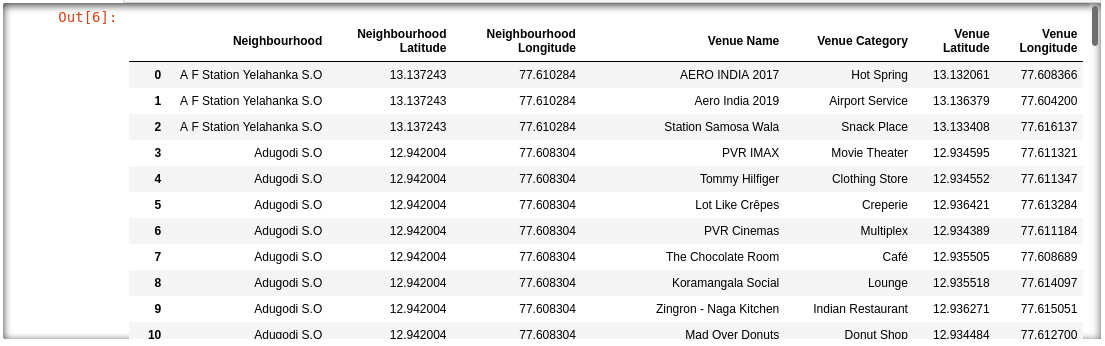 Out[6]:
Neighbourhood Neighbourhood Latitude Neighbourhood Longitude Venue Name Venue Category Venue Latitude Venue Longitude
0 A F Station Yelahanka S.O 13.137243 77.610284 AERO INDIA 2017 Hot Spring 13.132061 77.608366
1 A F Station Yelahanka S.O 13.137243 77.610284 Aero India 2019 Airport Service 13.136379 77.604200
2 A F Station Yelahanka S.O 13.137243 77.610284 Station Samosa Wala Snack Place 13.133408 77.616137
3 Adugodi S.O 12.942004 77.608304 PVR IMAX Movie Theater 12.934595 77.611321
4 Adugodi S.O 12.942004 77.608304 Tommy Hilfiger Clothing Store 12.934552 77.611347
5 Adugodi S.O 12.942004 77.608304 Lot Like Crêpes Creperie 12.936421 77.613284
6 Adugodi S.O 12.942004 77.608304 PVR Cinemas Multiplex 12.934389 77.611184
7 Adugodi S.O 12.942004 77.608304 The Chocolate Room Café 12.935505 77.608689
8 Adugodi S.O 12.942004 77.608304 Koramangala Social Lounge 12.935518 77.614097
9 Adugodi S.O 12.942004 77.608304 Zingron - Naga Kitchen Indian Restaurant 12.936271 77.615051
10 Adugodi S.O 12.942004 77.608304 Mad Over Donuts Donut Shop 12.934484 77.612700